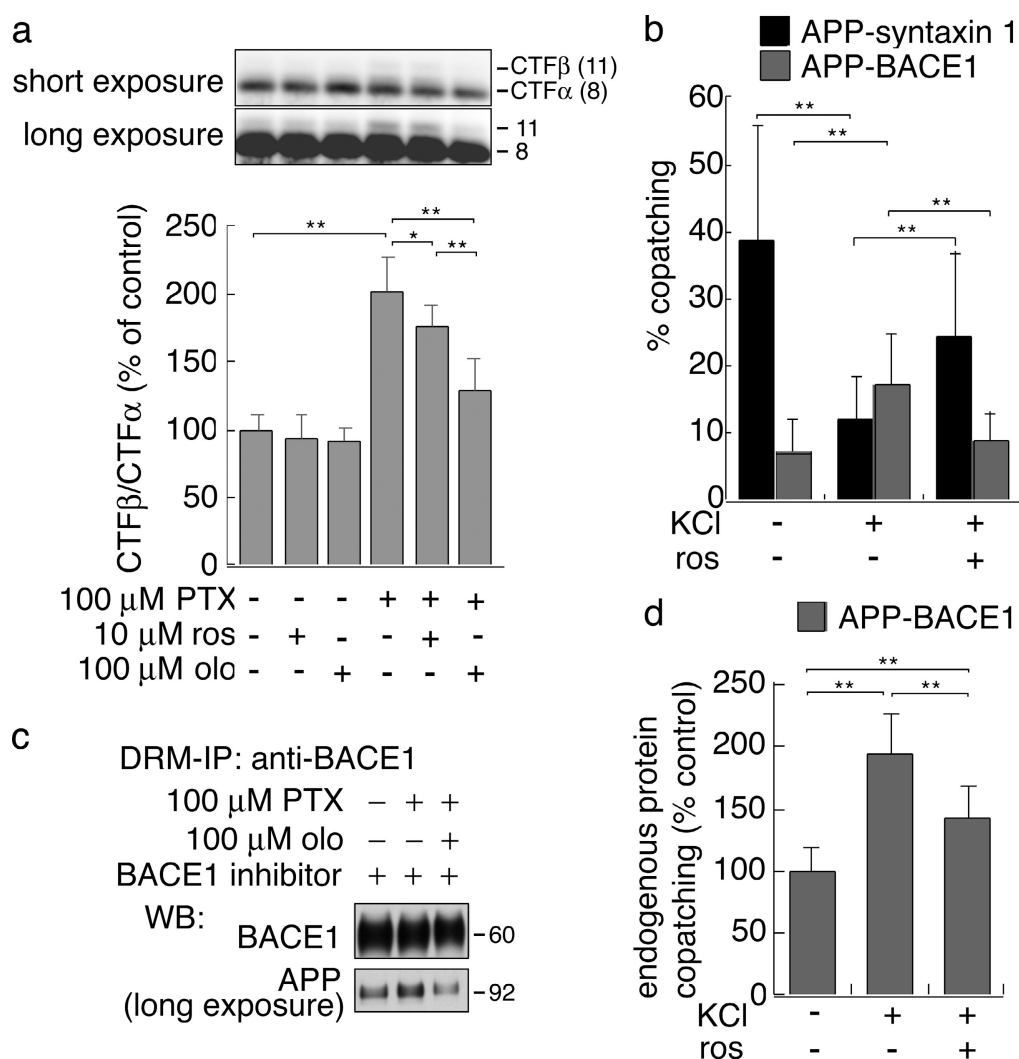 a
short exposure
CTFβ (11)
CTFα (8)
long exposure
11
8
CTFβ/CTFα (% of control)
250
200
150
100
50
0
**
**
*
**
100 μM PTX - - - + + +
10 μM ros - + - - + -
100 μM olo - - + - - +
b
APP-syntaxin 1
APP-BACE1
% copatching
60
50
40
30
20
10
0
**
**
**
**
KCl - + +
ros - - +
c
DRM-IP: anti-BACE1
100 μM PTX – + +
100 μM olo – – +
BACE1 inhibitor + + +
WB:
BACE1
-60
APP
(long exposure)
-92
d
APP-BACE1
endogenous protein
copatching (% control)
250
200
150
100
50
0
**
**
**
KCl - + +
ros - - +